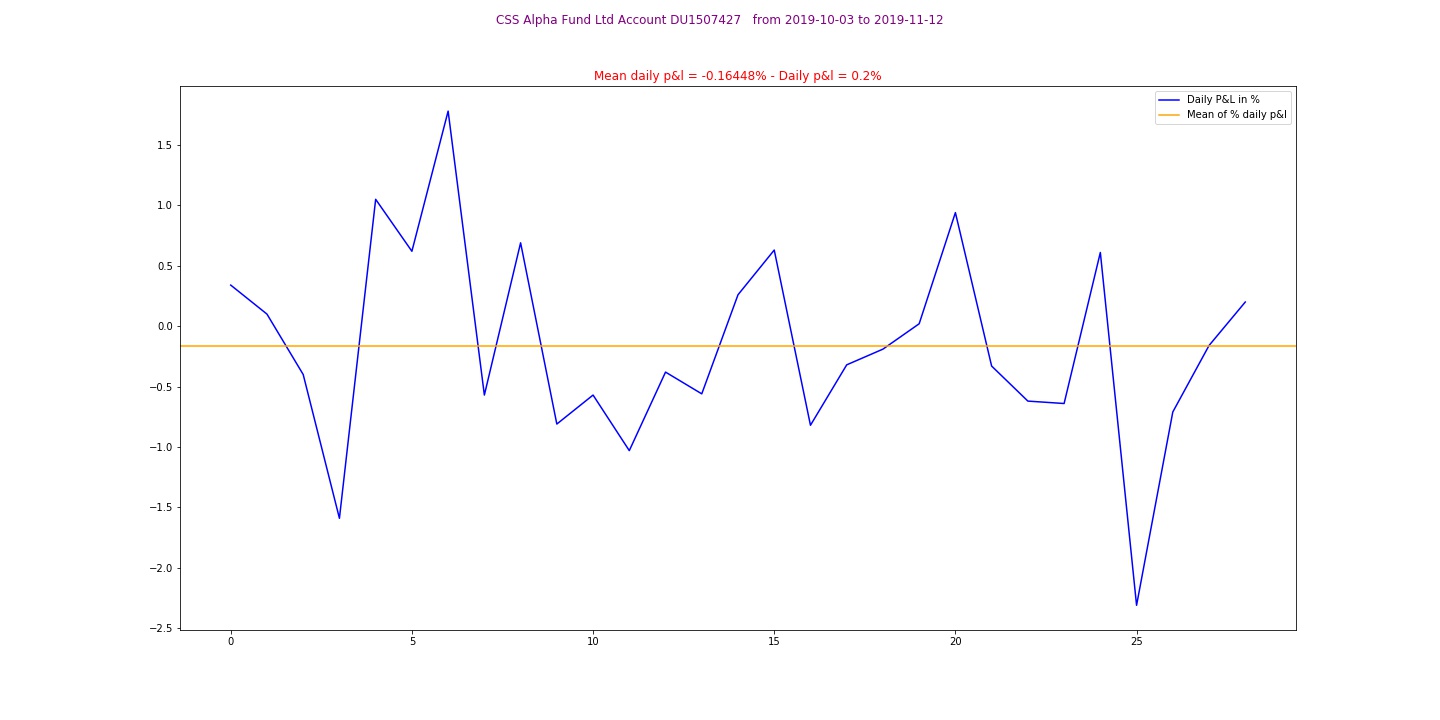 CSS Alpha Fund Ltd Account DU1507427   from 2019-10-03 to 2019-11-12
Mean daily p&l = -0.16448% - Daily p&l = 0.2%
Daily P&L in %
Mean of % daily p&l
1.5
1.0
0.5
0.0
−0.5
−1.0
−1.5
−2.0
−2.5
0 5 10 15 20 25